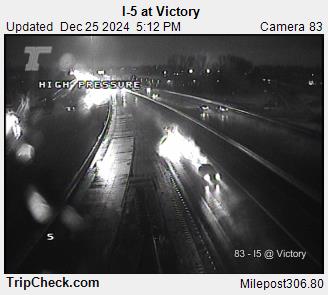 I-5 at Victory
Updated  Dec 25 2024  5:12 PM
Camera 83
T
HIGH PRESSURE
S
83 - I5 @ Victory
TripCheck.com
Milepost306.80